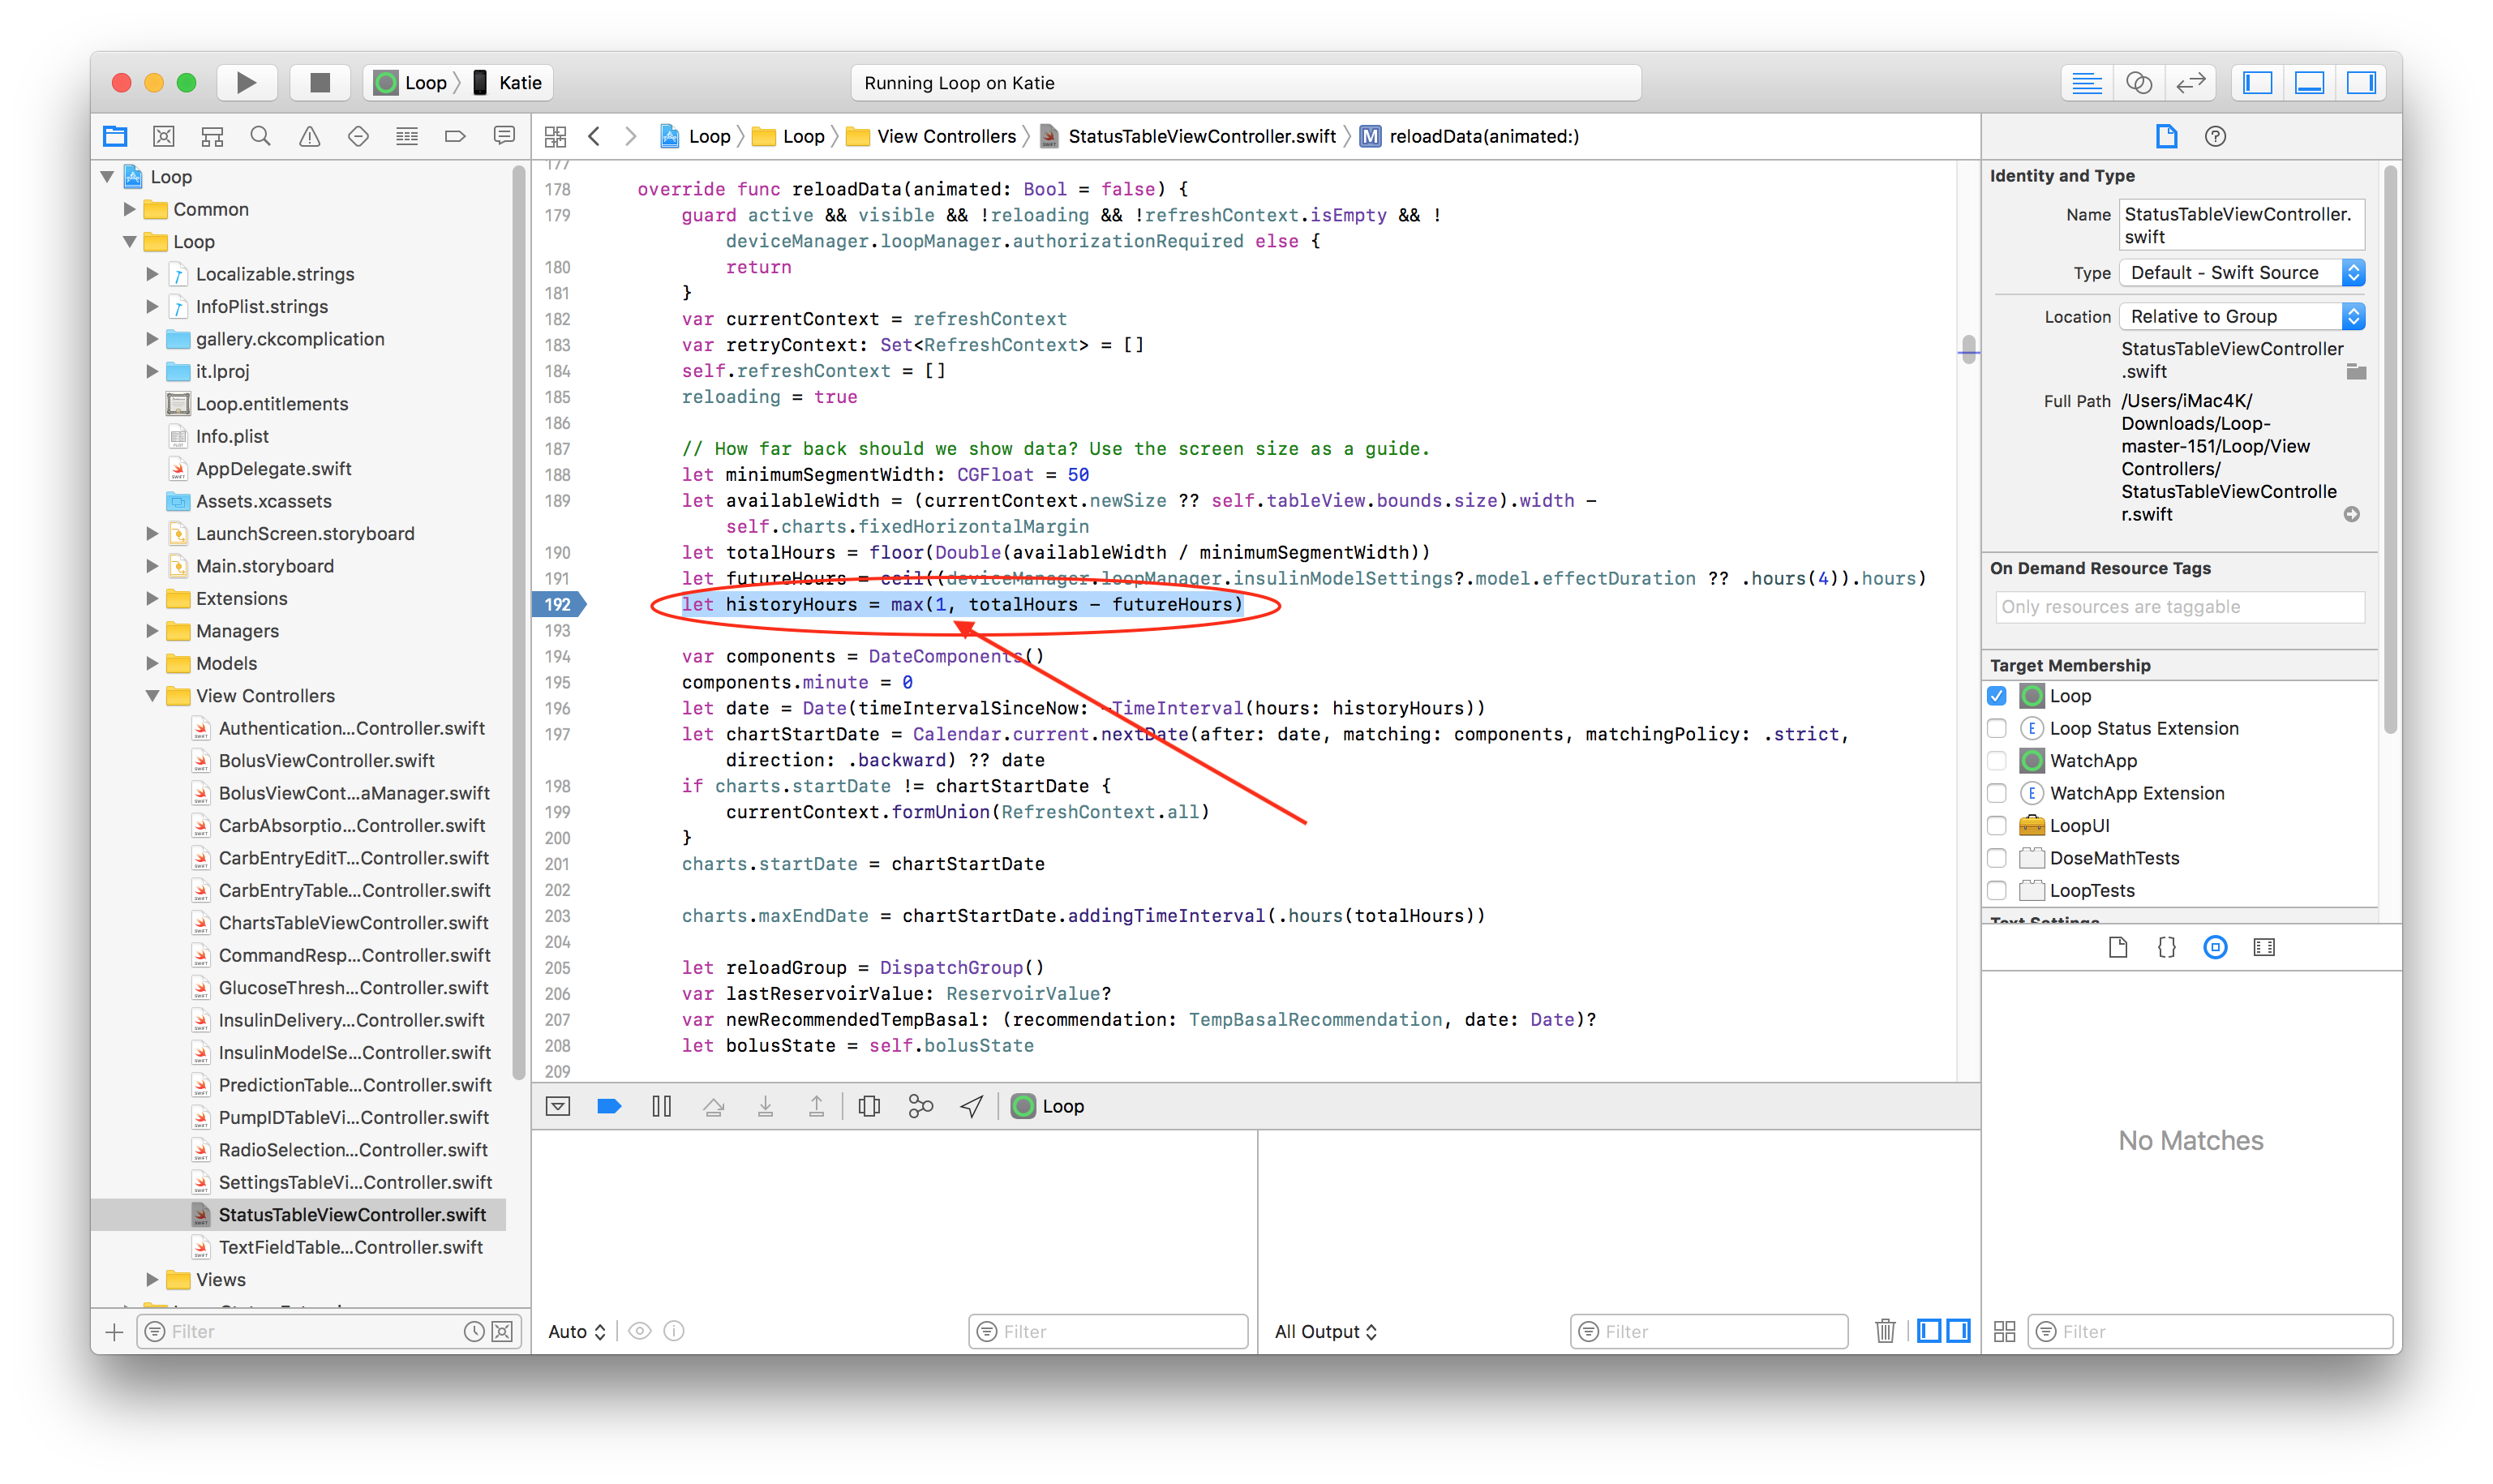 Loop 〉 Katie
Running Loop on Katie
Loop 〉 Loop 〉 View Controllers 〉 StatusTableViewController.swift 〉 M reloadData(animated:)
Loop
Common
Loop
Localizable.strings
InfoPlist.strings
gallery.ckcomplication
it.lproj
Loop.entitlements
Info.plist
AppDelegate.swift
Assets.xcassets
LaunchScreen.storyboard
Main.storyboard
Extensions
Managers
Models
View Controllers
Authentication...Controller.swift
BolusViewController.swift
BolusViewCont...aManager.swift
CarbAbsorptio...Controller.swift
CarbEntryEditT...Controller.swift
CarbEntryTable...Controller.swift
ChartsTableViewController.swift
CommandResp...Controller.swift
GlucoseThresh...Controller.swift
InsulinDelivery...Controller.swift
InsulinModelSe...Controller.swift
PredictionTable...Controller.swift
PumpIDTableVi...Controller.swift
RadioSelection...Controller.swift
SettingsTableVi...Controller.swift
StatusTableViewController.swift
TextFieldTable...Controller.swift
Views
Filter
177
178 override func reloadData(animated: Bool = false) {
179 guard active && visible && !reloading && !refreshContext.isEmpty && !
deviceManager.loopManager.authorizationRequired else {
180 return
181 }
182 var currentContext = refreshContext
183 var retryContext: Set<RefreshContext> = []
184 self.refreshContext = []
185 reloading = true
186
187 // How far back should we show data? Use the screen size as a guide.
188 let minimumSegmentWidth: CGFloat = 50
189 let availableWidth = (currentContext.newSize ?? self.tableView.bounds.size).width -
self.charts.fixedHorizontalMargin
190 let totalHours = floor(Double(availableWidth / minimumSegmentWidth))
191 let futureHours = ceil((deviceManager.loopManager.insulinModelSettings?.model.effectDuration ?? .hours(4)).hours)
192 let historyHours = max(1, totalHours - futureHours)
193
194 var components = DateComponents()
195 components.minute = 0
196 let date = Date(timeIntervalSinceNow: -TimeInterval(hours: historyHours))
197 let chartStartDate = Calendar.current.nextDate(after: date, matching: components, matchingPolicy: .strict,
direction: .backward) ?? date
198 if charts.startDate != chartStartDate {
199 currentContext.formUnion(RefreshContext.all)
200 }
201 charts.startDate = chartStartDate
202
203 charts.maxEndDate = chartStartDate.addingTimeInterval(.hours(totalHours))
204
205 let reloadGroup = DispatchGroup()
206 var lastReservoirValue: ReservoirValue?
207 var newRecommendedTempBasal: (recommendation: TempBasalRecommendation, date: Date)?
208 let bolusState = self.bolusState
209
Loop
Auto
Filter
All Output
Filter
Identity and Type
Name StatusTableViewController.
swift
Type Default - Swift Source
Location Relative to Group
StatusTableViewController
.swift
Full Path /Users/iMac4K/
Downloads/Loop-
master-151/Loop/View
Controllers/
StatusTableViewControlle
r.swift
On Demand Resource Tags
Only resources are taggable
Target Membership
Loop
E Loop Status Extension
WatchApp
E WatchApp Extension
LoopUI
DoseMathTests
LoopTests
Text Settings
No Matches
Filter